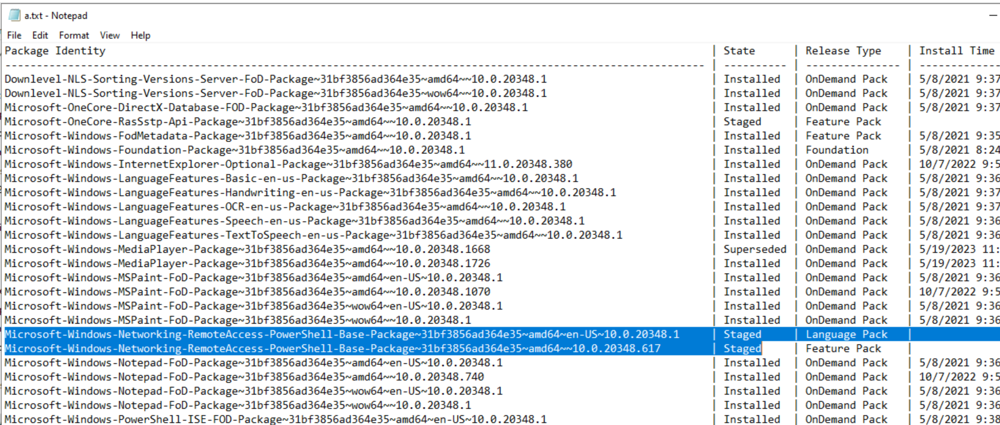 a.txt - Notepad
File Edit Format View Help
Package Identity | State | Release Type | Install Time
--------------------------------------------------------------------------------------------------------------- | ---------- | --------------- | -------------
Downlevel-NLS-Sorting-Versions-Server-FoD-Package~31bf3856ad364e35~amd64~~10.0.20348.1 | Installed | OnDemand Pack | 5/8/2021 9:37
Downlevel-NLS-Sorting-Versions-Server-FoD-Package~31bf3856ad364e35~wow64~~10.0.20348.1 | Installed | OnDemand Pack | 5/8/2021 9:37
Microsoft-OneCore-DirectX-Database-FOD-Package~31bf3856ad364e35~amd64~~10.0.20348.1 | Installed | OnDemand Pack | 5/8/2021 9:37
Microsoft-OneCore-RasSstp-Api-Package~31bf3856ad364e35~amd64~~10.0.20348.1 | Staged | Feature Pack |
Microsoft-Windows-FodMetadata-Package~31bf3856ad364e35~amd64~~10.0.20348.1 | Installed | Feature Pack | 5/8/2021 9:35
Microsoft-Windows-Foundation-Package~31bf3856ad364e35~amd64~~10.0.20348.1 | Installed | Foundation | 5/8/2021 8:24
Microsoft-Windows-InternetExplorer-Optional-Package~31bf3856ad364e35~amd64~~11.0.20348.380 | Installed | OnDemand Pack | 10/7/2022 9:5
Microsoft-Windows-LanguageFeatures-Basic-en-us-Package~31bf3856ad364e35~amd64~~10.0.20348.1 | Installed | OnDemand Pack | 5/8/2021 9:36
Microsoft-Windows-LanguageFeatures-Handwriting-en-us-Package~31bf3856ad364e35~amd64~~10.0.20348.1 | Installed | OnDemand Pack | 5/8/2021 9:37
Microsoft-Windows-LanguageFeatures-OCR-en-us-Package~31bf3856ad364e35~amd64~~10.0.20348.1 | Installed | OnDemand Pack | 5/8/2021 9:37
Microsoft-Windows-LanguageFeatures-Speech-en-us-Package~31bf3856ad364e35~amd64~~10.0.20348.1 | Installed | OnDemand Pack | 5/8/2021 9:36
Microsoft-Windows-LanguageFeatures-TextToSpeech-en-us-Package~31bf3856ad364e35~amd64~~10.0.20348.1 | Installed | OnDemand Pack | 5/8/2021 9:36
Microsoft-Windows-MediaPlayer-Package~31bf3856ad364e35~amd64~~10.0.20348.1668 | Superseded | OnDemand Pack | 5/19/2023 11:
Microsoft-Windows-MediaPlayer-Package~31bf3856ad364e35~amd64~~10.0.20348.1726 | Installed | OnDemand Pack | 5/19/2023 11:
Microsoft-Windows-MSPaint-FoD-Package~31bf3856ad364e35~amd64~en-US~10.0.20348.1 | Installed | OnDemand Pack | 5/8/2021 9:36
Microsoft-Windows-MSPaint-FoD-Package~31bf3856ad364e35~amd64~~10.0.20348.1070 | Installed | OnDemand Pack | 10/7/2022 9:5
Microsoft-Windows-MSPaint-FoD-Package~31bf3856ad364e35~wow64~en-US~10.0.20348.1 | Installed | OnDemand Pack | 5/8/2021 9:36
Microsoft-Windows-MSPaint-FoD-Package~31bf3856ad364e35~wow64~~10.0.20348.1 | Installed | OnDemand Pack | 5/8/2021 9:36
Microsoft-Windows-Networking-RemoteAccess-PowerShell-Base-Package~31bf3856ad364e35~amd64~en-US~10.0.20348.1 | Staged | Language Pack |
Microsoft-Windows-Networking-RemoteAccess-PowerShell-Base-Package~31bf3856ad364e35~amd64~~10.0.20348.617 | Staged | Feature Pack |
Microsoft-Windows-Notepad-FoD-Package~31bf3856ad364e35~amd64~en-US~10.0.20348.1 | Installed | OnDemand Pack | 5/8/2021 9:36
Microsoft-Windows-Notepad-FoD-Package~31bf3856ad364e35~amd64~~10.0.20348.740 | Installed | OnDemand Pack | 10/7/2022 9:5
Microsoft-Windows-Notepad-FoD-Package~31bf3856ad364e35~wow64~en-US~10.0.20348.1 | Installed | OnDemand Pack | 5/8/2021 9:36
Microsoft-Windows-Notepad-FoD-Package~31bf3856ad364e35~wow64~~10.0.20348.1 | Installed | OnDemand Pack | 5/8/2021 9:36
Microsoft-Windows-PowerShell-ISE-FOD-Package~31bf3856ad364e35~amd64~en-US~10.0.20348.1 | Installed | OnDemand Pack | 5/8/2021 9:38